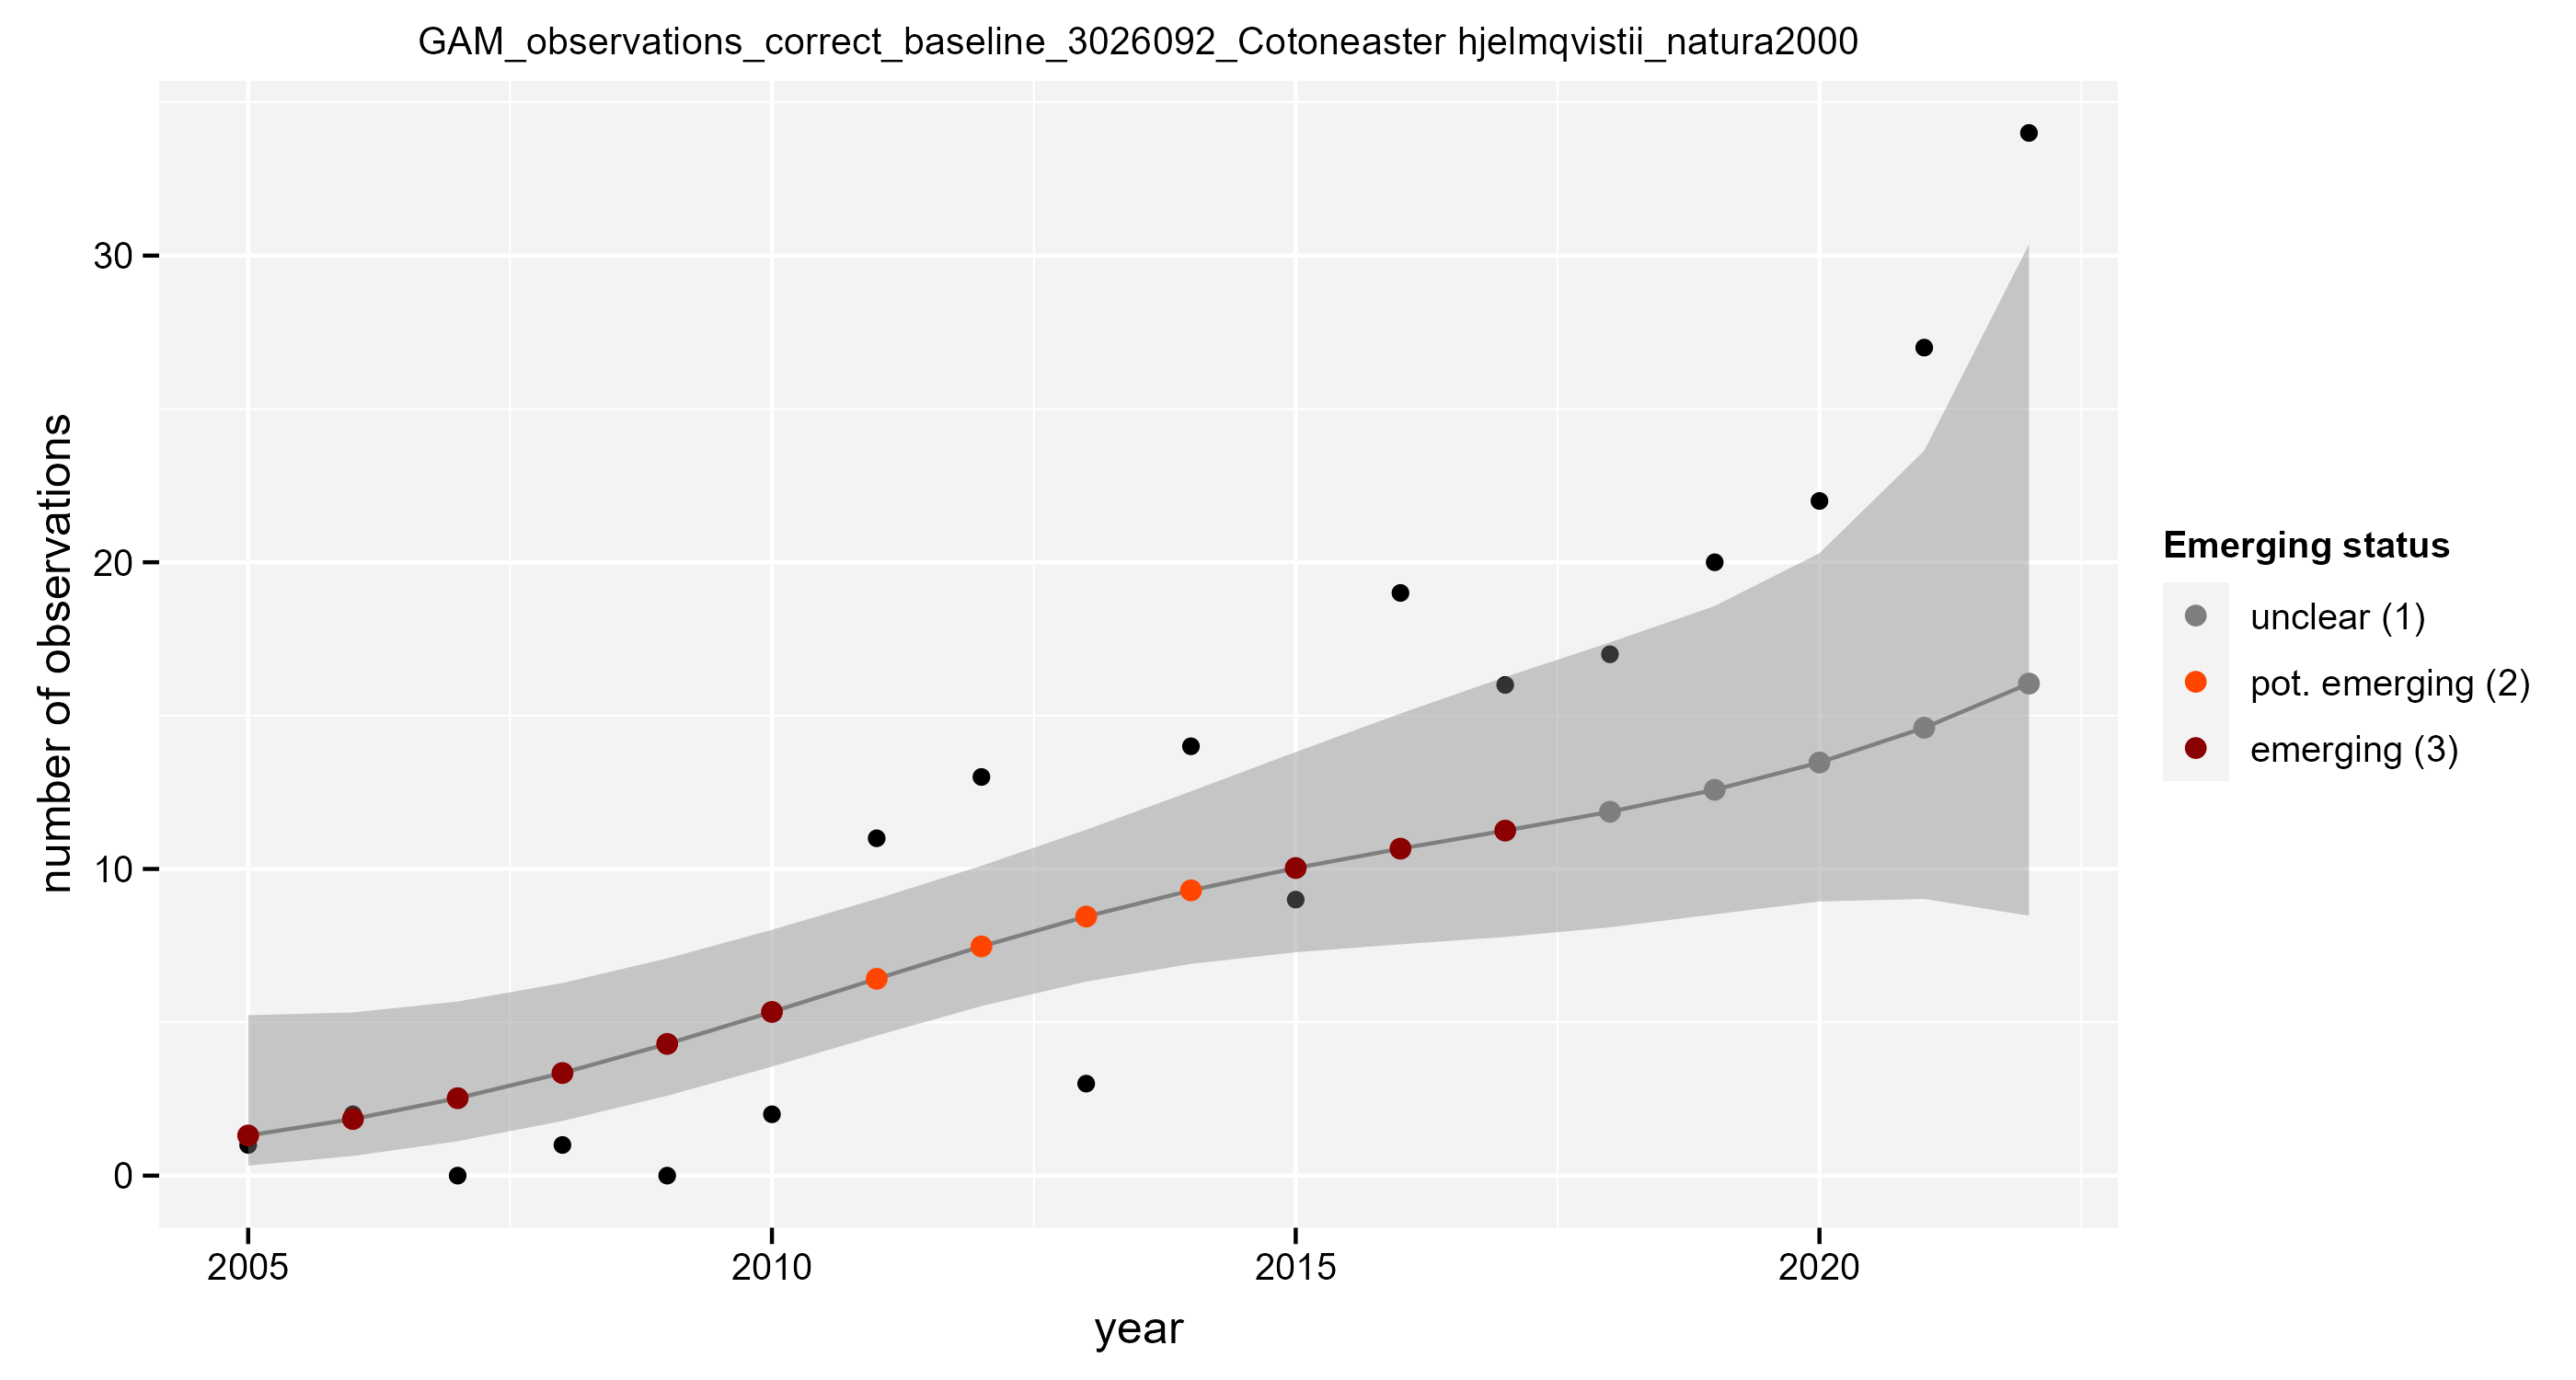 GAM_observations_correct_baseline_3026092_Cotoneaster hjelmqvistii_natura2000
number of observations
30
20
10
0
2005
2010
2015
2020
year
Emerging status
unclear (1)
pot. emerging (2)
emerging (3)